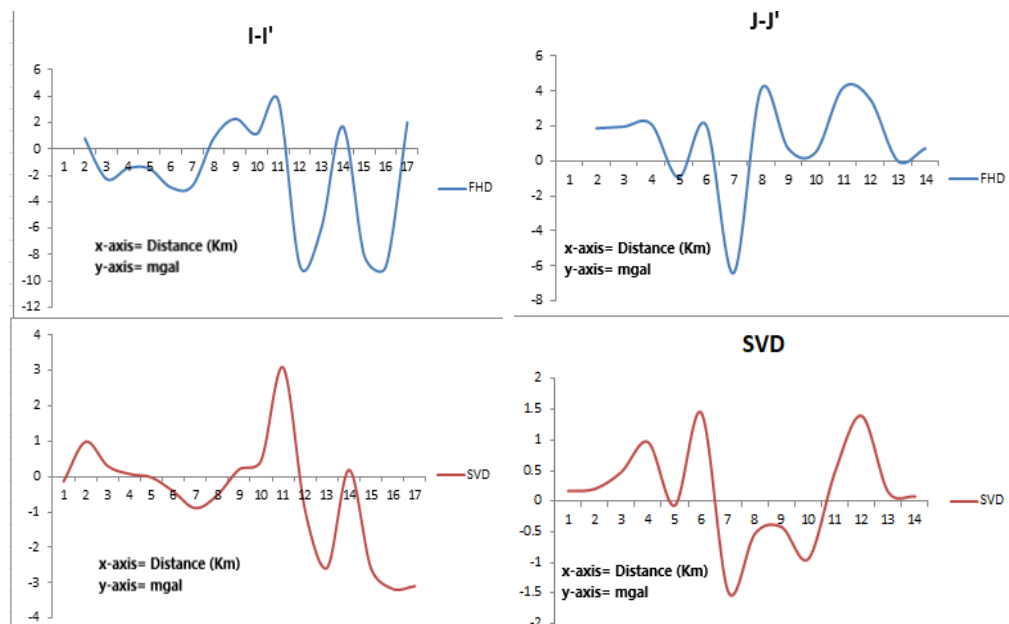 I-I'
6
4
2
0
-2
-4
-6
-8
-10
-12
1 2 3 4 5 6 7 8 9 10 11 12 13 14 15 16 17
FHD
x-axis= Distance (Km)
y-axis= mgal
J-J'
6
4
2
0
-2
-4
-6
-8
1 2 3 4 5 6 7 8 9 10 11 12 13 14
FHD
x-axis= Distance (Km)
y-axis= mgal
4
3
2
1
0
-1
-2
-3
-4
1 2 3 4 5 6 7 8 9 10 11 12 13 14 15 16 17
SVD
x-axis= Distance (Km)
y-axis= mgal
SVD
2
1.5
1
0.5
0
-0.5
-1
-1.5
-2
1 2 3 4 5 6 7 8 9 10 11 12 13 14
SVD
x-axis= Distance (Km)
y-axis= mgal